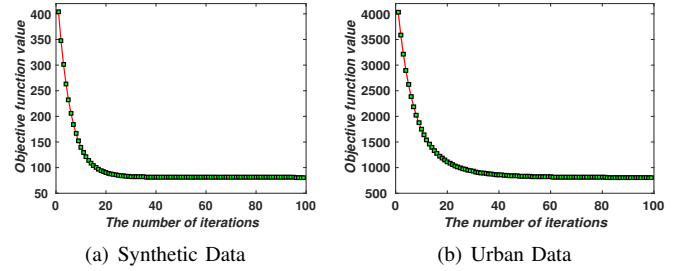 Objective function value
400
350
300
250
200
150
100
50
0 20 40 60 80 100
The number of iterstions
(a) Synthetic Data
Objective function value
4000
3500
3000
2500
2000
1500
1000
500
0 20 40 60 80 100
The number of iterstions
(b) Urban Data